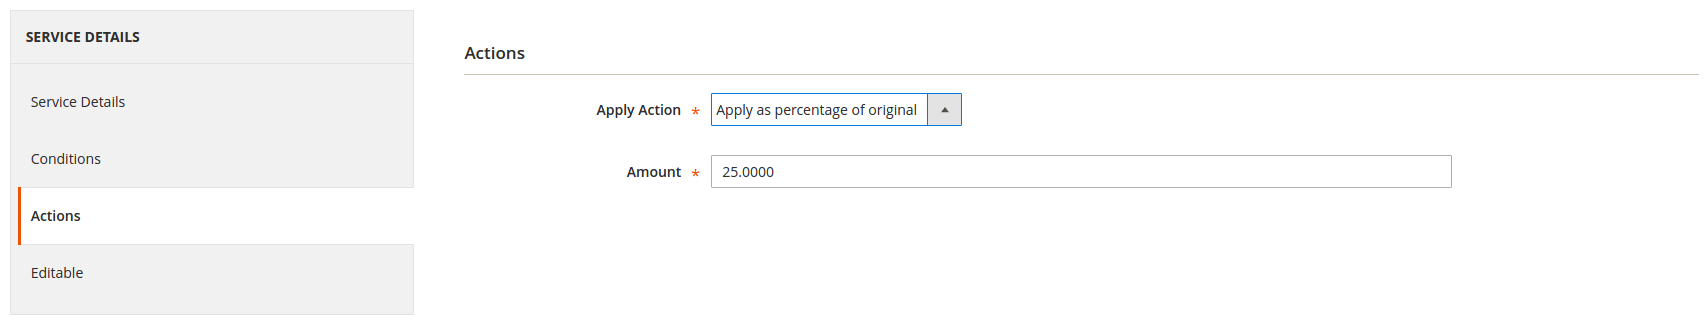 SERVICE DETAILS
Service Details
Conditions
Actions
Editable
Actions
Apply Action *
Apply as percentage of original
Amount *
25.0000